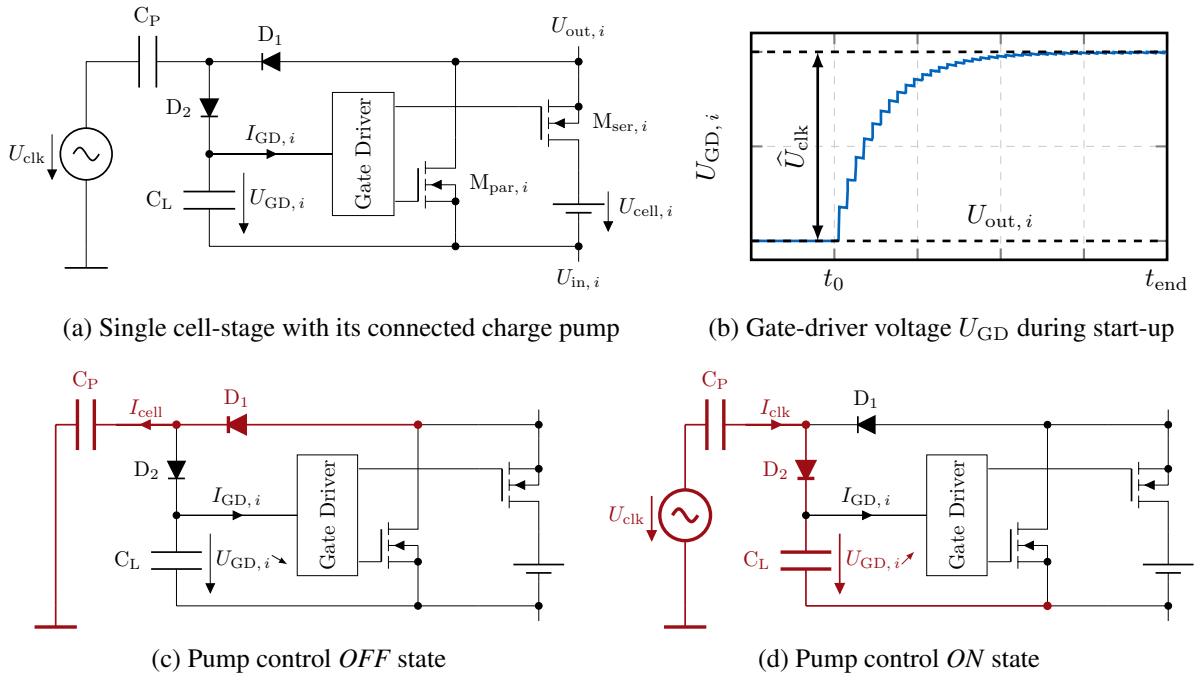 C_P
D_1
U_out, i
D_2
U_clk
I_GD, i
Gate Driver
M_ser, i
C_L
U_GD, i
M_par, i
U_cell, i
U_in, i
(a) Single cell-stage with its connected charge pump
U_GD, i
Û_clk
U_out, i
t_0
t_end
(b) Gate-driver voltage U_GD during start-up
C_P
I_cell
D_1
D_2
I_GD, i
Gate Driver
C_L
U_GD, i
(c) Pump control OFF state
C_P
I_clk
D_1
D_2
U_clk
I_GD, i
Gate Driver
C_L
U_GD, i
(d) Pump control ON state